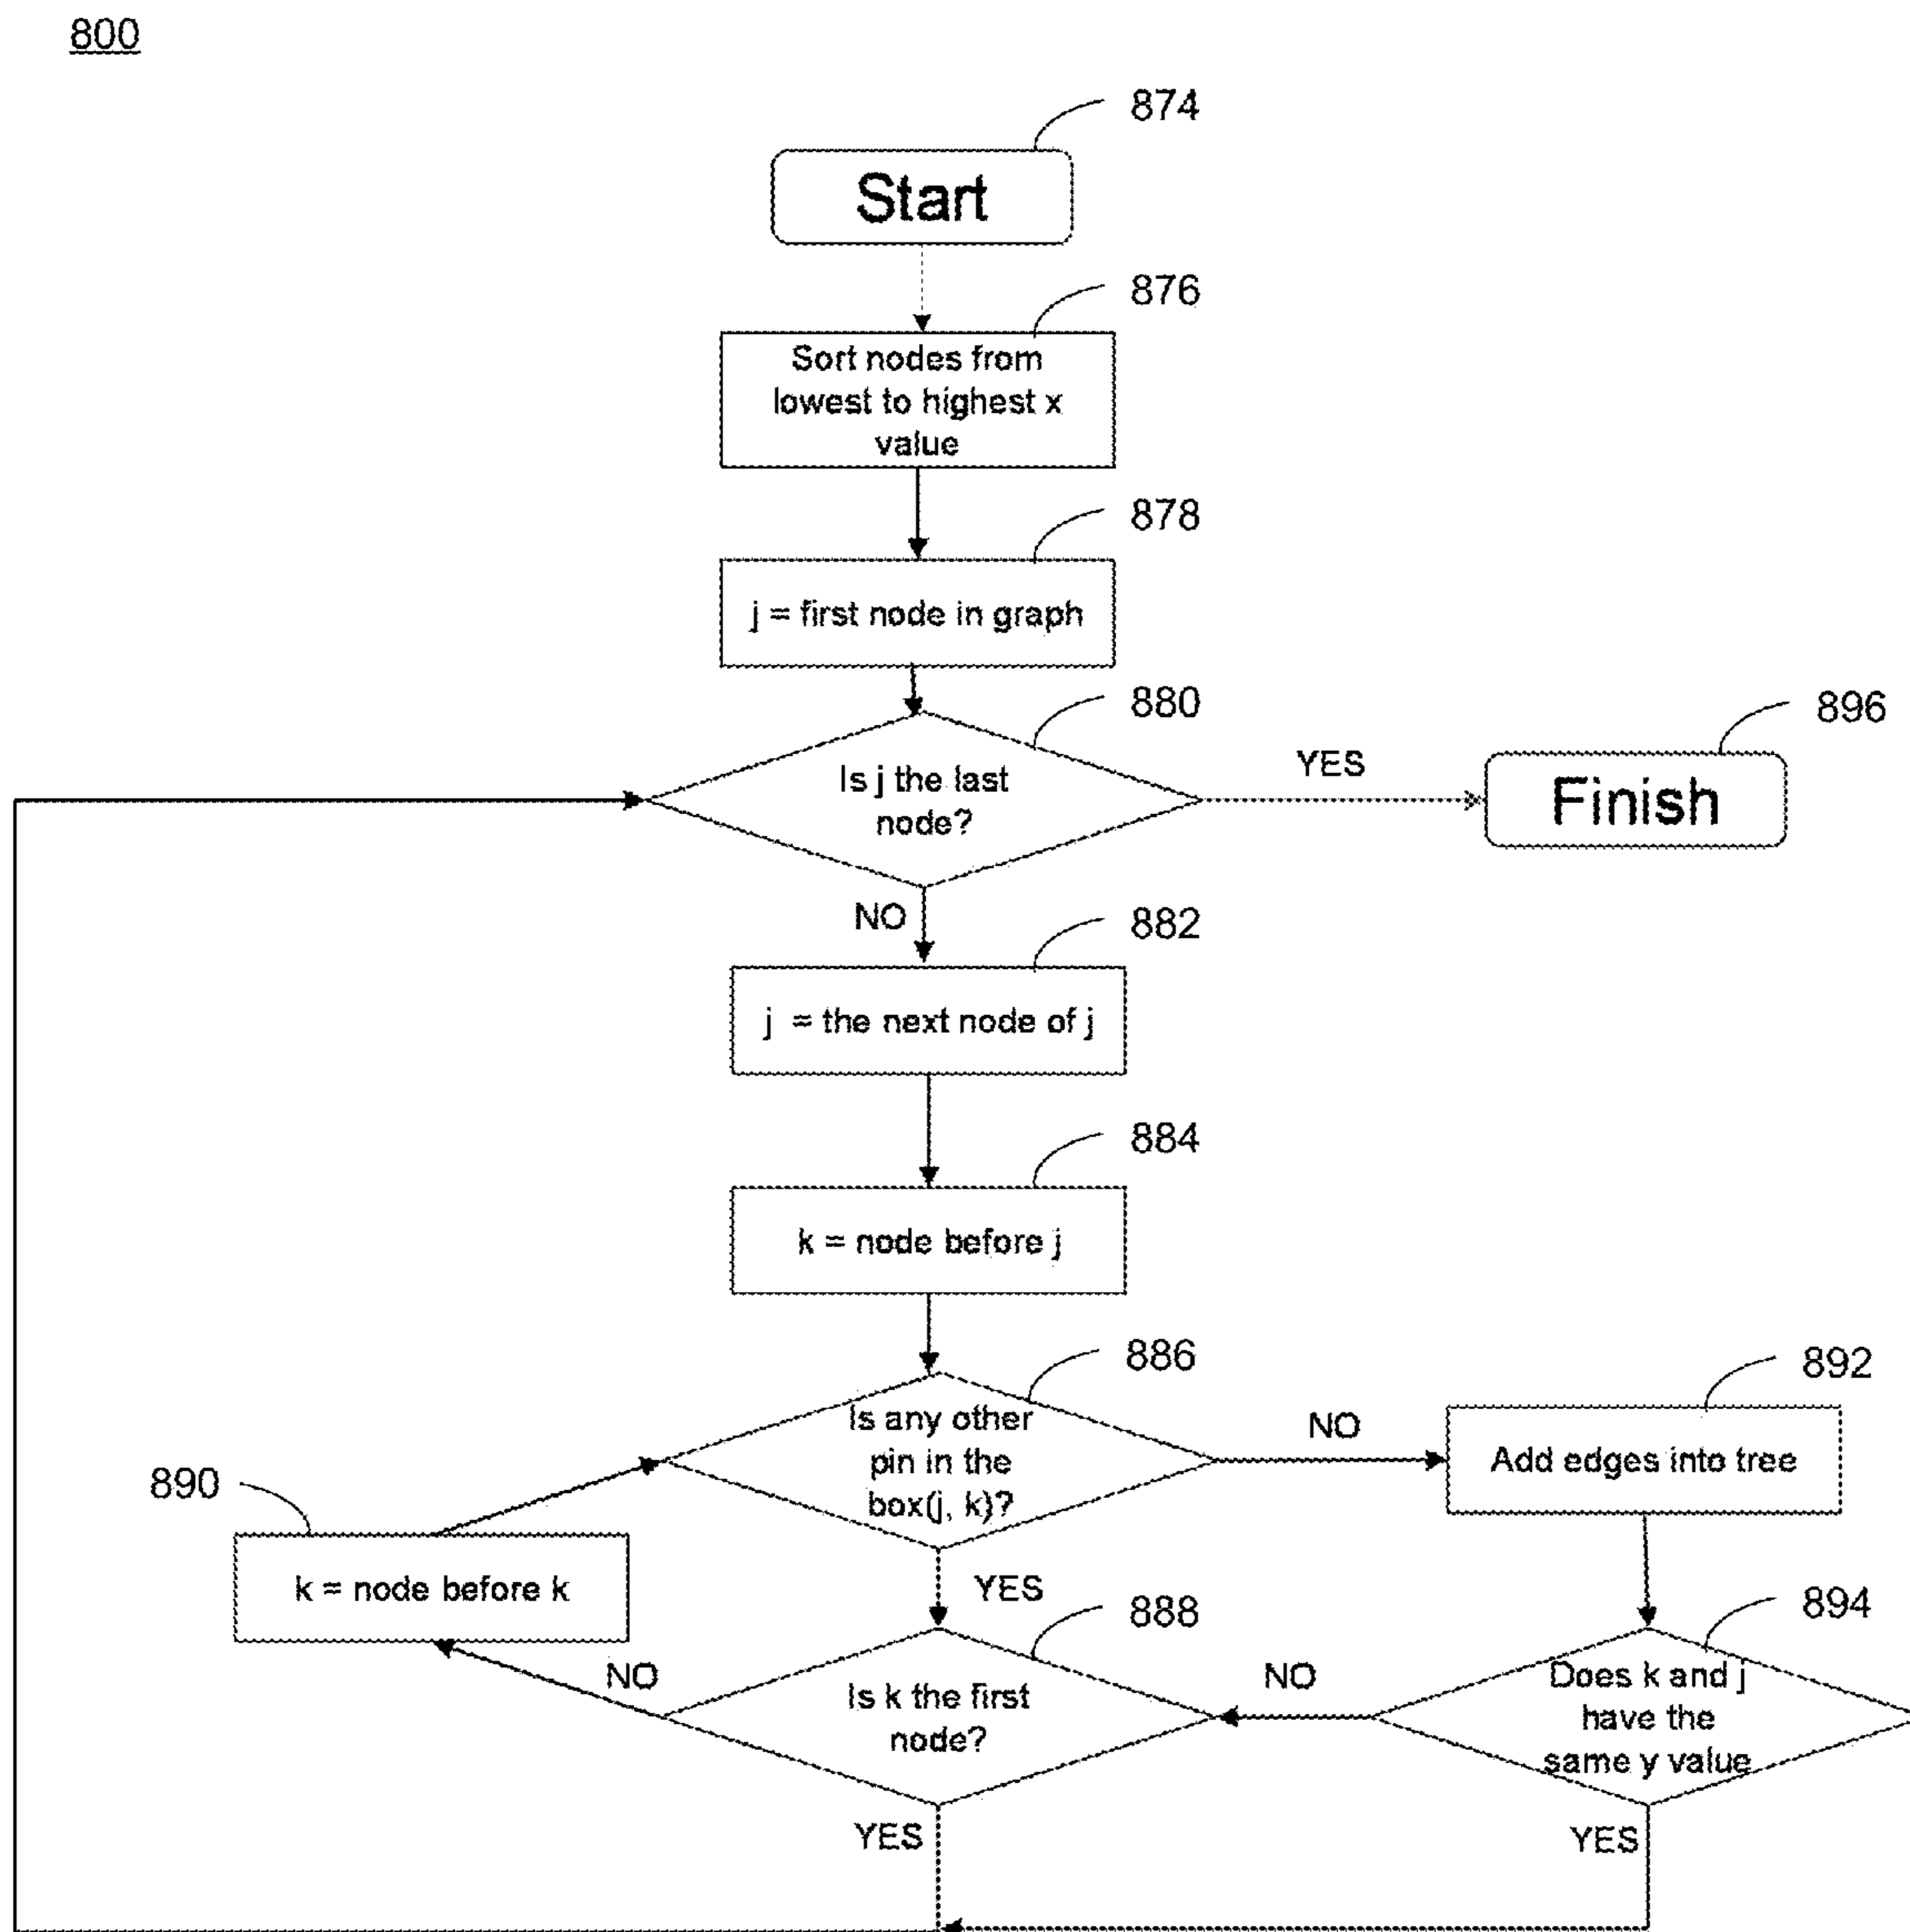 800
874
Start
876
Sort nodes from
lowest to highest x
value
878
j = first node in graph
880
896
Is j the last
node?
YES
Finish
NO
882
j = the next node of j
884
k = node before j
886
892
Is any other
pin in the
box(j, k)?
NO
Add edges into tree
890
k = node before k
YES
888
894
NO
Is k the first
node?
NO
Does k and j
have the
same y value
YES
YES